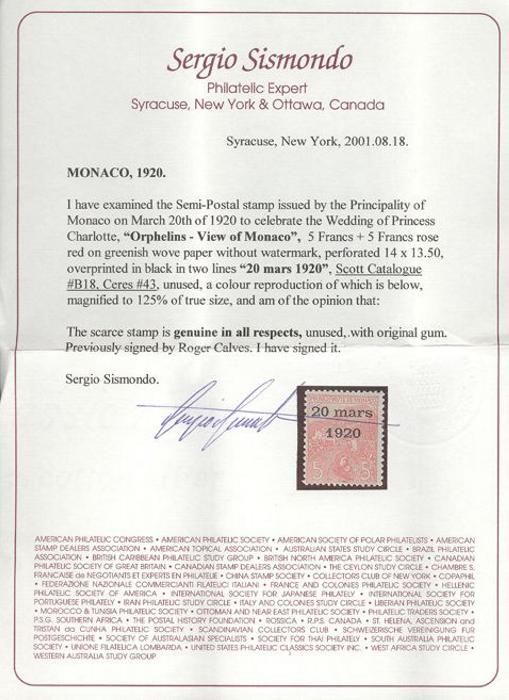 Sergio Sismondo
Philatelic Expert
Syracuse, New York & Ottawa, Canada
Syracuse, New York, 2001.08.18.
MONACO, 1920.
I have examined the Semi-Postal stamp issued by the Principality of
Monaco on March 20th of 1920 to celebrate the Wedding of Princess
Charlotte, "Orphelins - View of Monaco", 5 Francs + 5 Francs rose
red on greenish wove paper without watermark, perforated 14 x 13.50,
overprinted in black in two lines "20 mars 1920", Scott Catalogue
#B18, Ceres #43, unused, a colour reproduction of which is below,
magnified to 125% of true size, and am of the opinion that:
The scarce stamp is genuine in all respects, unused, with original gum.
Previously signed by Roger Calves. I have signed it.
Sergio Sismondo.
20 mars
1920
5 5
AMERICAN PHILATELIC CONGRESS • AMERICAN PHILATELIC SOCIETY • AMERICAN SOCIETY OF POLAR PHILATELISTS • AMERICAN
STAMP DEALERS ASSOCIATION • AMERICAN TOPICAL ASSOCIATION • AUSTRALIAN STATES STUDY CIRCLE • BRAZIL PHILATELIC
ASSOCIATION • BRITISH CARIBBEAN PHILATELIC STUDY GROUP • BRITISH NORTH AMERICA PHILATELIC SOCIETY • CANADIAN
PHILATELIC SOCIETY OF GREAT BRITAIN • CANADIAN STAMP DEALERS ASSOCIATION • THE CEYLON STUDY CIRCLE • CHAMBRE S.
FRANCAISE de NEGOTIANTS ET EXPERTS EN PHILATELIE • CHINA STAMP SOCIETY • COLLECTORS CLUB OF NEW YORK • COPAPHIL
• FEDERAZIONE NAZIONALE COMMERCIANTI FILATELICI ITALIANI • FRANCE AND COLONIES PHILATELIC SOCIETY • HELLENIC
PHILATELIC SOCIETY OF AMERICA • INTERNATIONAL SOCIETY FOR JAPANESE PHILATELY • INTERNATIONAL SOCIETY FOR
PORTUGUESE PHILATELY • IRAN PHILATELIC STUDY CIRCLE • ITALY AND COLONIES STUDY CIRCLE • LIBERIAN PHILATELIC SOCIETY
• MOROCCO & TUNISIA PHILATELIC SOCIETY • OTTOMAN AND NEAR EAST PHILATELIC SOCIETY • PHILATELIC TRADERS SOCIETY •
P.S.G. SOUTHERN AFRICA • THE POSTAL HISTORY FOUNDATION • ROSSICA • R.P.S. CANADA • ST. HELENA, ASCENSION and
TRISTAN DA CUNHA PHILATELIC SOCIETY • SCANDINAVIAN COLLECTORS CLUB • SCHWEIZERISCHE VEREINIGUNG FUR
POSTGESCHICHTE • SOCIETY OF AUSTRALASIAN SPECIALISTS • SOCIETY FOR THAI PHILATELY • SOUTH AUSTRALIA PHILATELIC
SOCIETY • UNIONE FILATELICA LOMBARDA • UNITED STATES PHILATELIC CLASSICS SOCIETY INC. • WEST AFRICA STUDY CIRCLE •
WESTERN AUSTRALIA STUDY GROUP